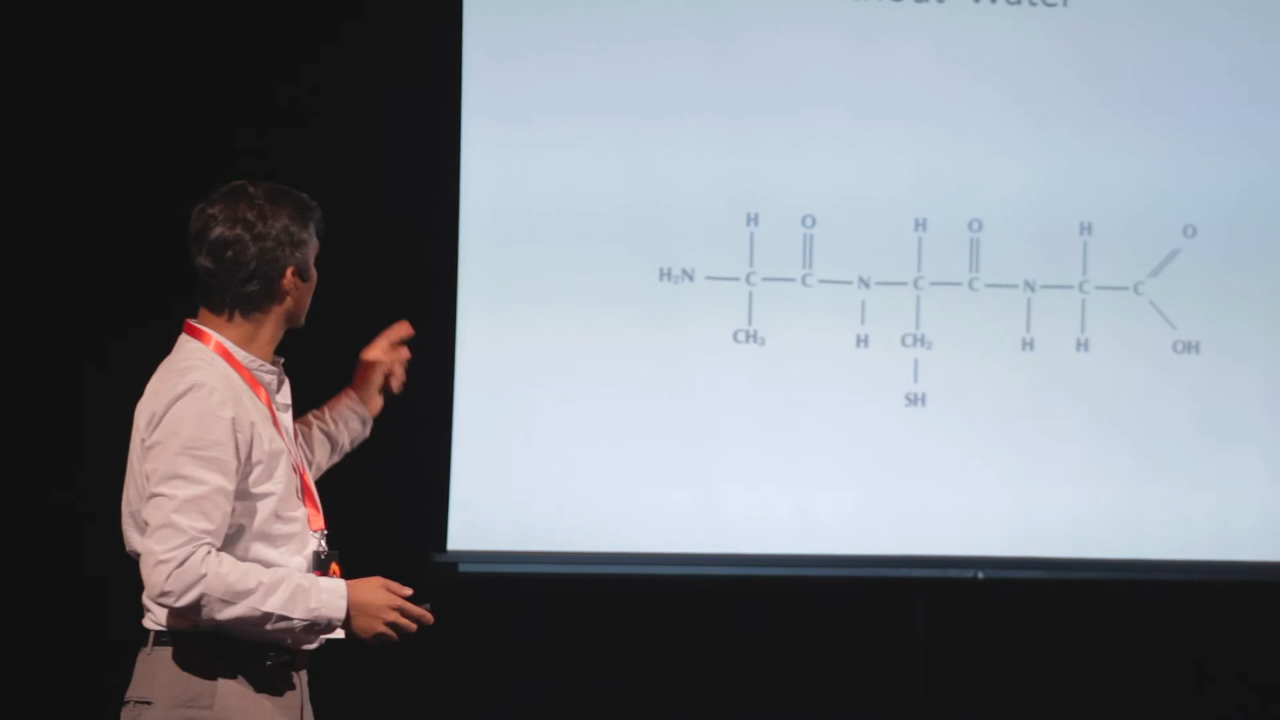 Water
H O H O H O
H₂N C C N C C N C C
CH₃ H CH₂ H H OH
SH